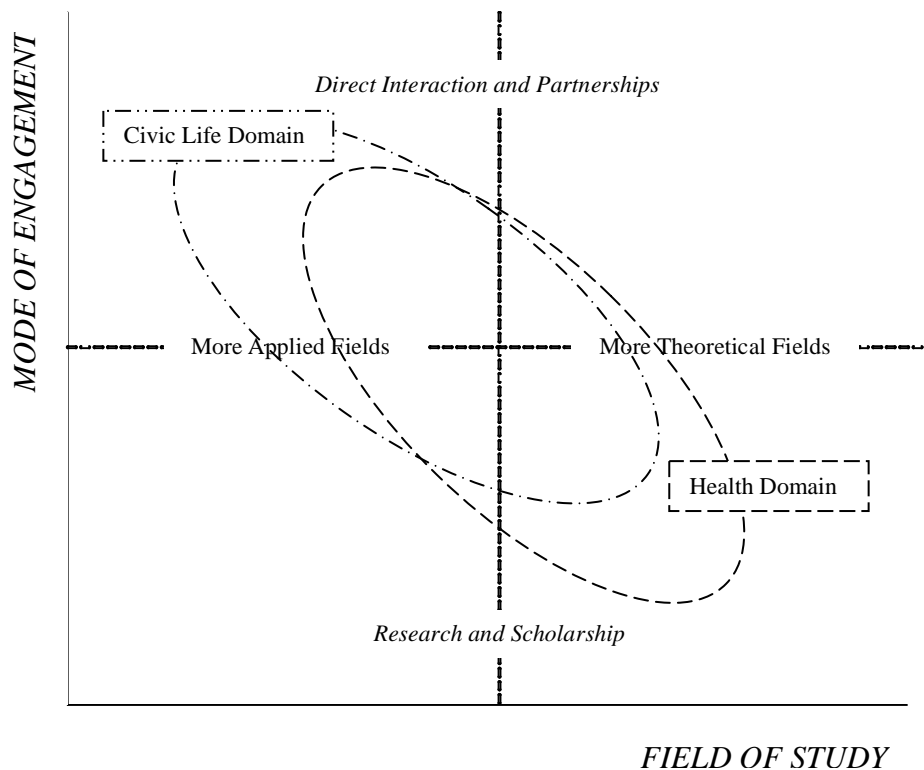 MODE OF ENGAGEMENT
Direct Interaction and Partnerships
Civic Life Domain
More Applied Fields
More Theoretical Fields
Health Domain
Research and Scholarship
FIELD OF STUDY